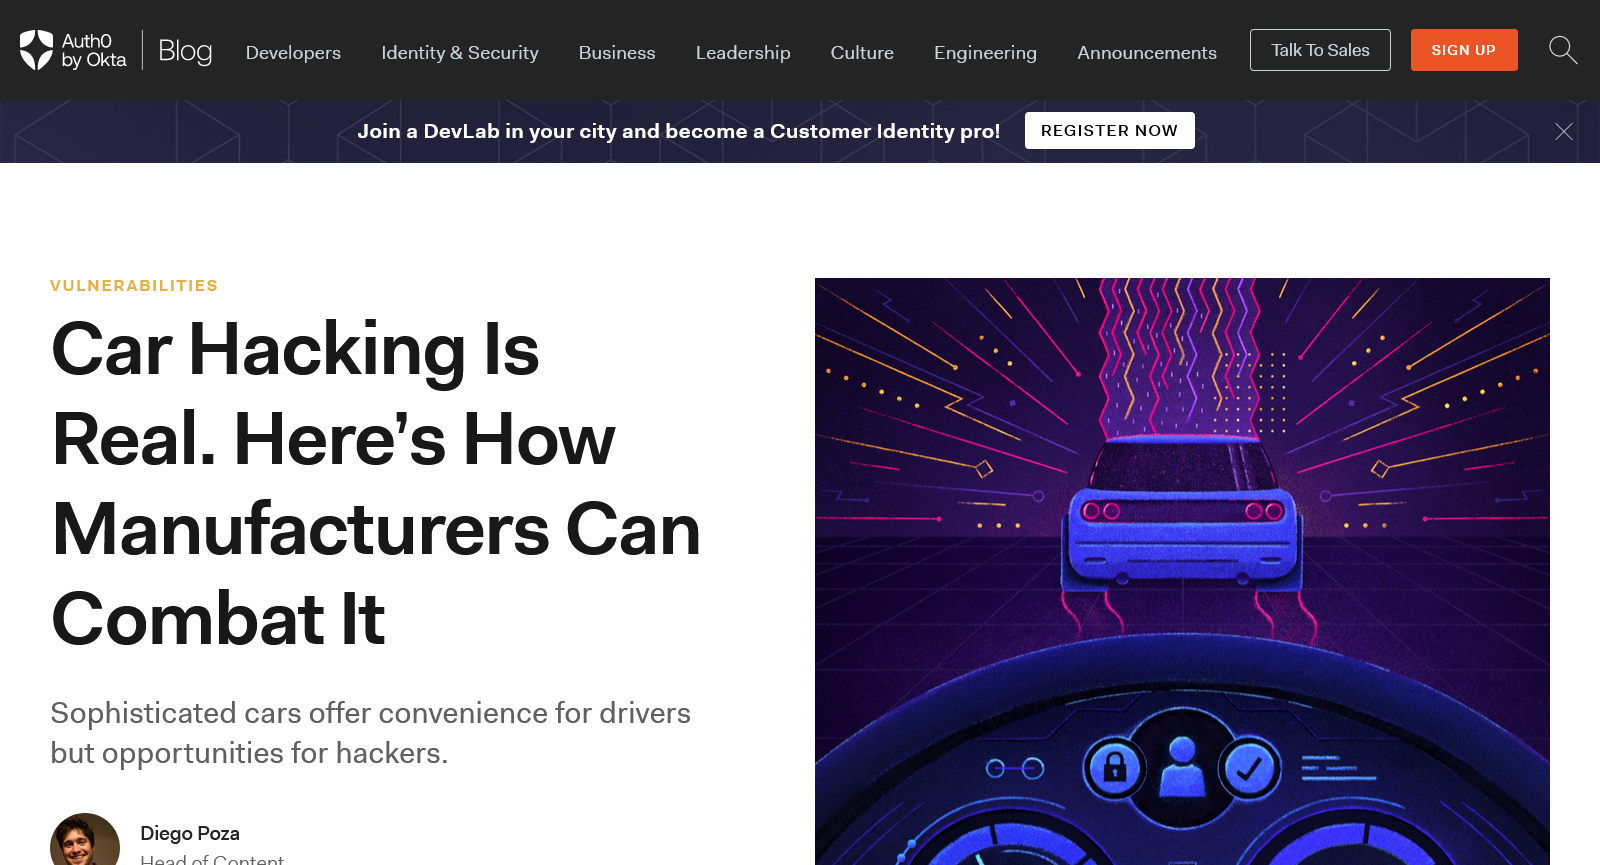 Auth0
by Okta
Blog
Developers
Identity & Security
Business
Leadership
Culture
Engineering
Announcements
Talk To Sales
SIGN UP
Join a DevLab in your city and become a Customer Identity pro!
REGISTER NOW
VULNERABILITIES
Car Hacking Is
Real. Here’s How
Manufacturers Can
Combat It
Sophisticated cars offer convenience for drivers
but opportunities for hackers.
Diego Poza
Head of Content